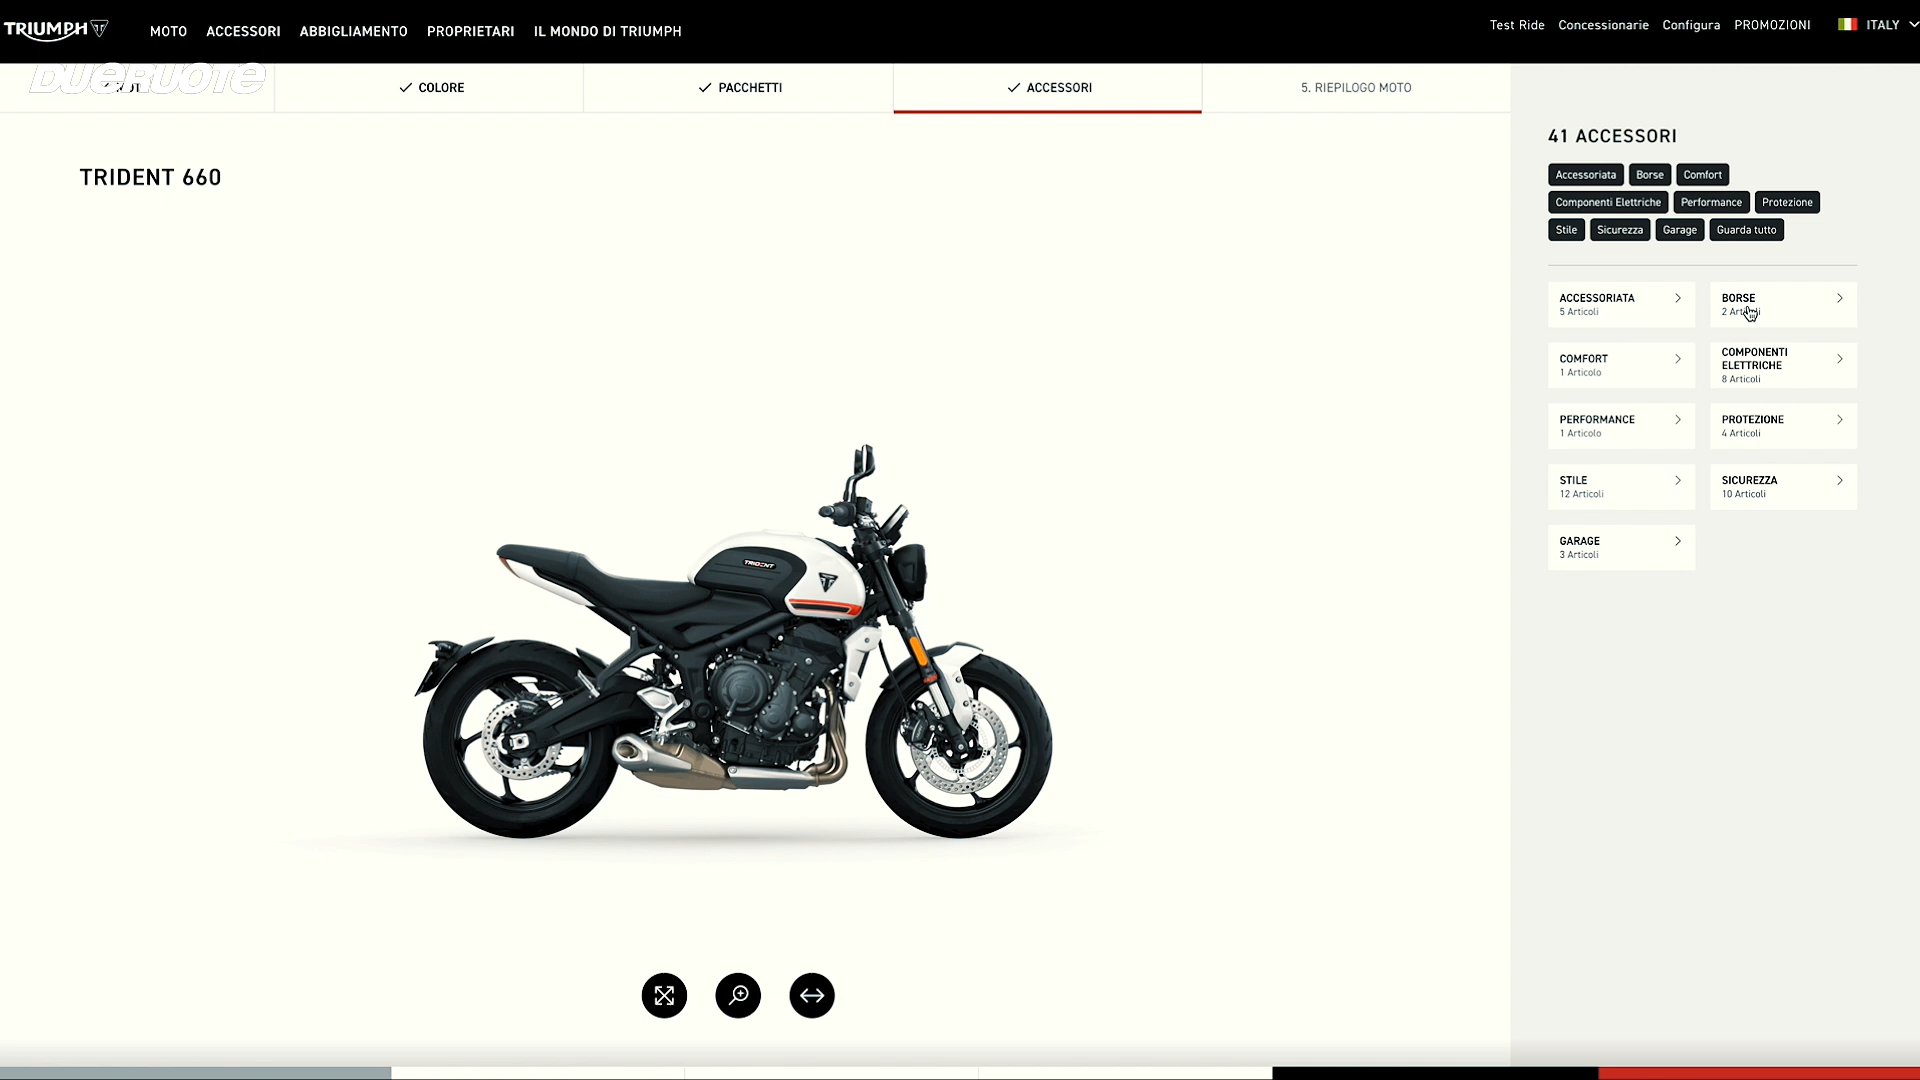 TRIUMPH
MOTO ACCESSORI ABBIGLIAMENTO PROPRIETARI IL MONDO DI TRIUMPH
Test Ride Concessionarie Configura PROMOZIONI ITALY
DUERUOTE
COLORE
PACCHETTI
ACCESSORI
5. RIEPILOGO MOTO
TRIDENT 660
TRIDENT
41 ACCESSORI
Accessoriata Borse Comfort
Componenti Elettriche Performance Protezione
Stile Sicurezza Garage Guarda tutto
ACCESSORIATA
5 Articoli
BORSE
2 Articoli
COMFORT
1 Articolo
COMPONENTI
ELETTRICHE
8 Articoli
PERFORMANCE
1 Articolo
PROTEZIONE
4 Articoli
STILE
12 Articoli
SICUREZZA
10 Articoli
GARAGE
3 Articoli